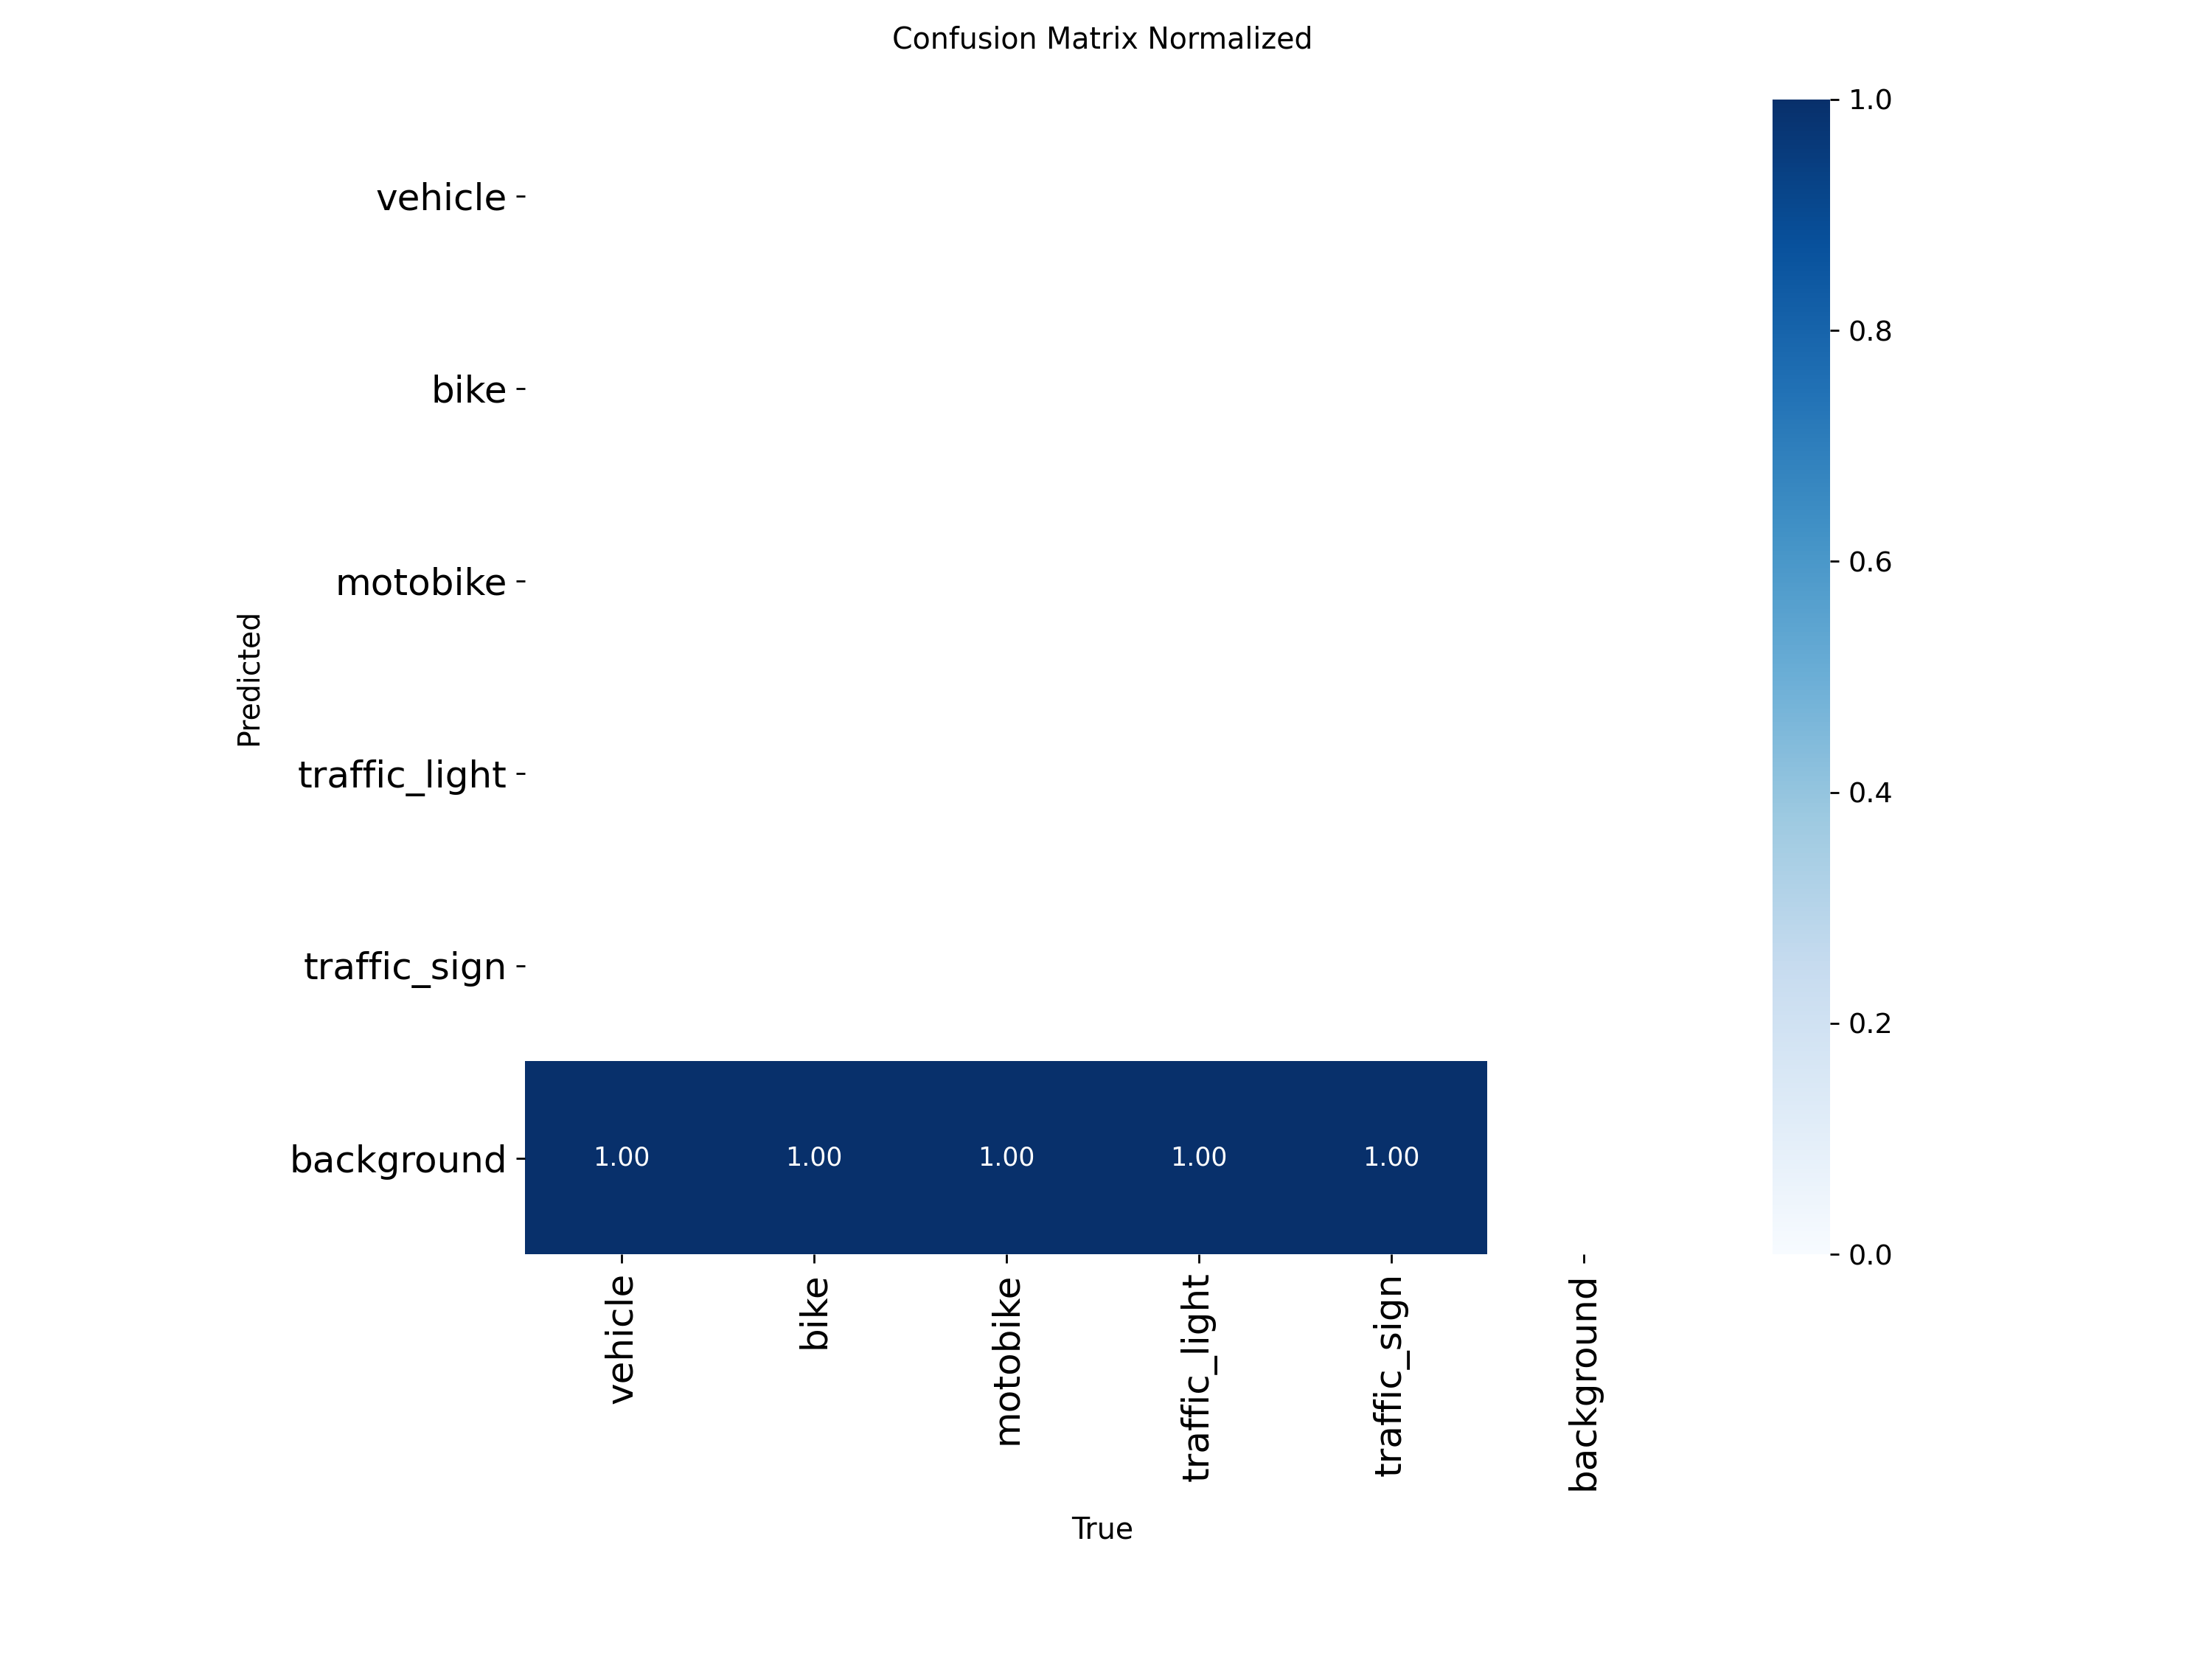 Confusion Matrix Normalized
1.0
vehicle
0.8
bike
0.6
motobike
Predicted
0.4
traffic_light
traffic_sign
0.2
background
1.00 1.00 1.00 1.00 1.00
0.0
vehicle
bike
motobike
traffic_light
traffic_sign
background
True